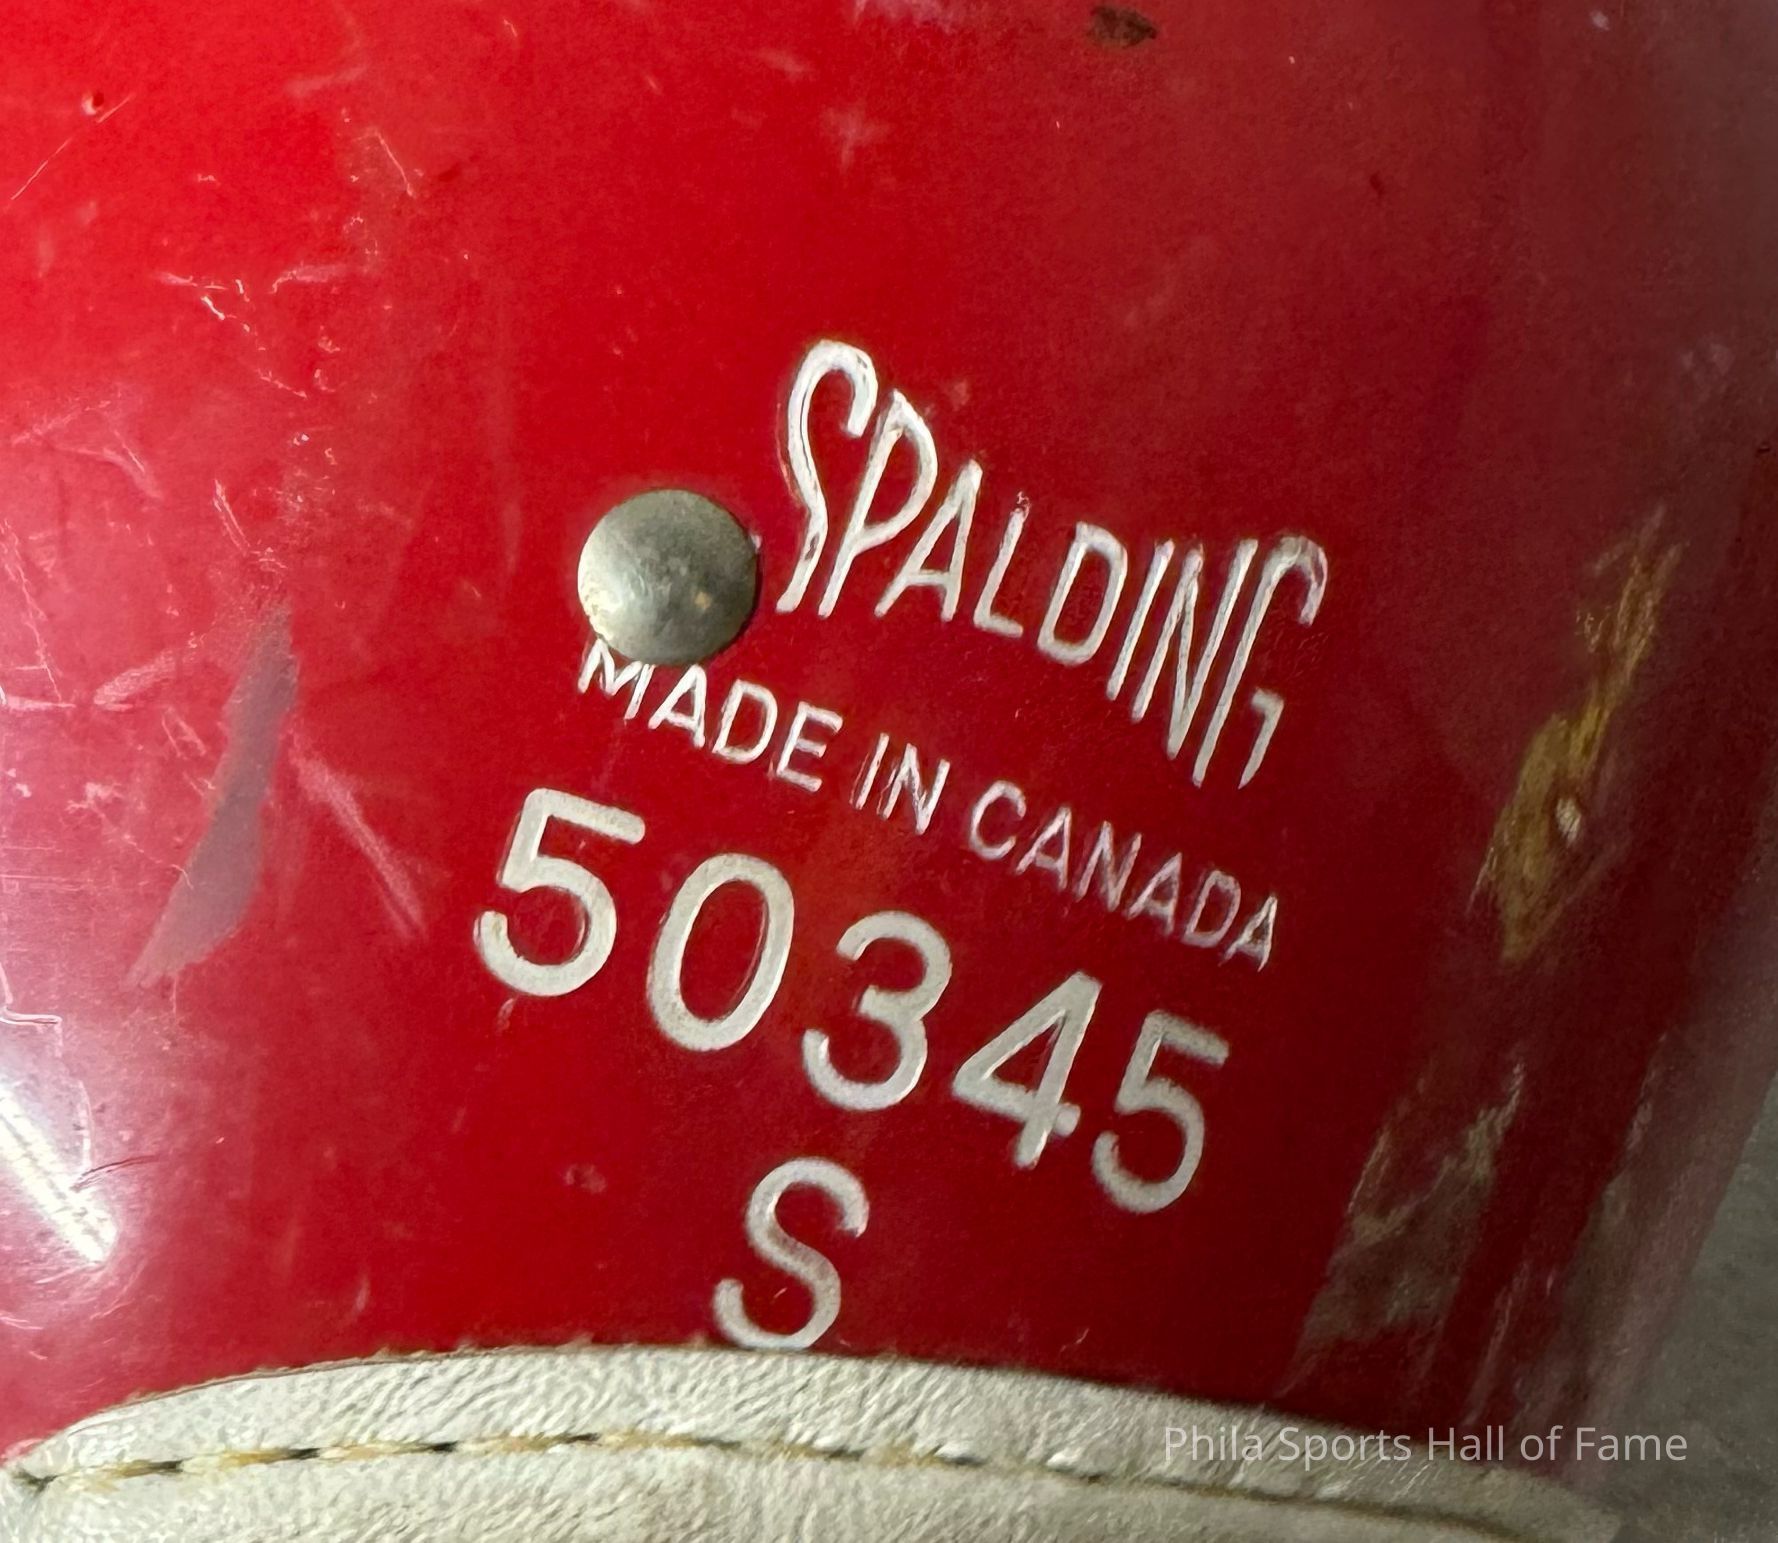 SPALDING
MADE IN CANADA
50345
S
Phila Sports Hall of Fame